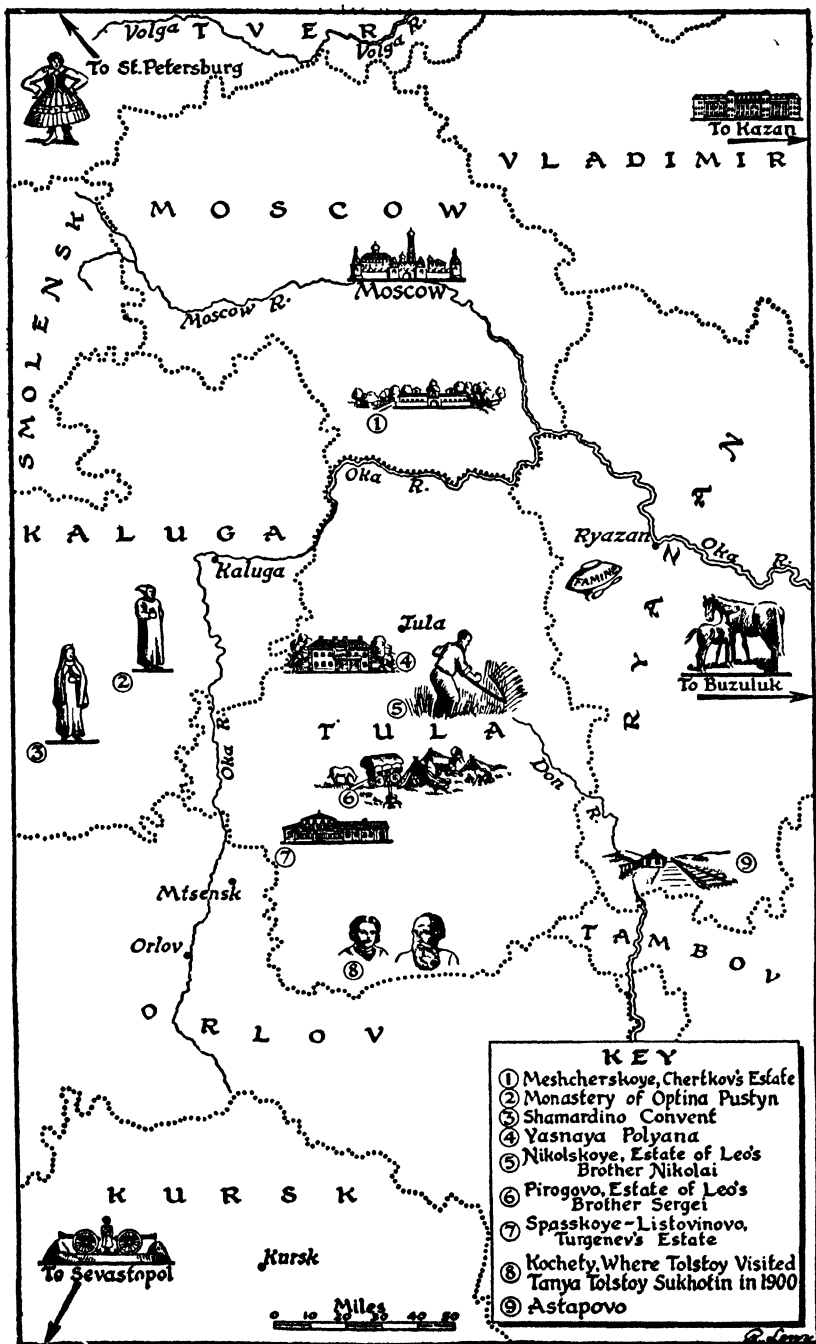 Volga
T V E R
Volga R.
To St. Petersburg
To Kazan
V L A D I M I R
M O S C O W
SMOLENSK
Moscow
Moscow R.
①
Oka R.
K A L U G A
Kaluga
Ryazan
R Y A Z A N
Oka R.
FAMINE
Tula
②
③
④
⑤
To Buzuluk
T U L A
Oka R.
Don R.
⑥
⑦
⑨
Mtsensk
Orlov
⑧
T A M B O V
O R L O V
KEY
① Meshcherskoye, Chertkov's Estate
② Monastery of Optina Pustyn
③ Shamardino Convent
④ Yasnaya Polyana
⑤ Nikolskoye, Estate of Leo's
Brother Nikolai
⑥ Pirogovo, Estate of Leo's
Brother Sergei
⑦ Spasskoye-Listovinovo,
Turgenev's Estate
⑧ Kochety, Where Tolstoy Visited
Tanya Tolstoy Sukhotin in 1900
⑨ Astapovo
K U R S K
Kursk
To Sevastopol
Miles
0 10 20 30 40 50